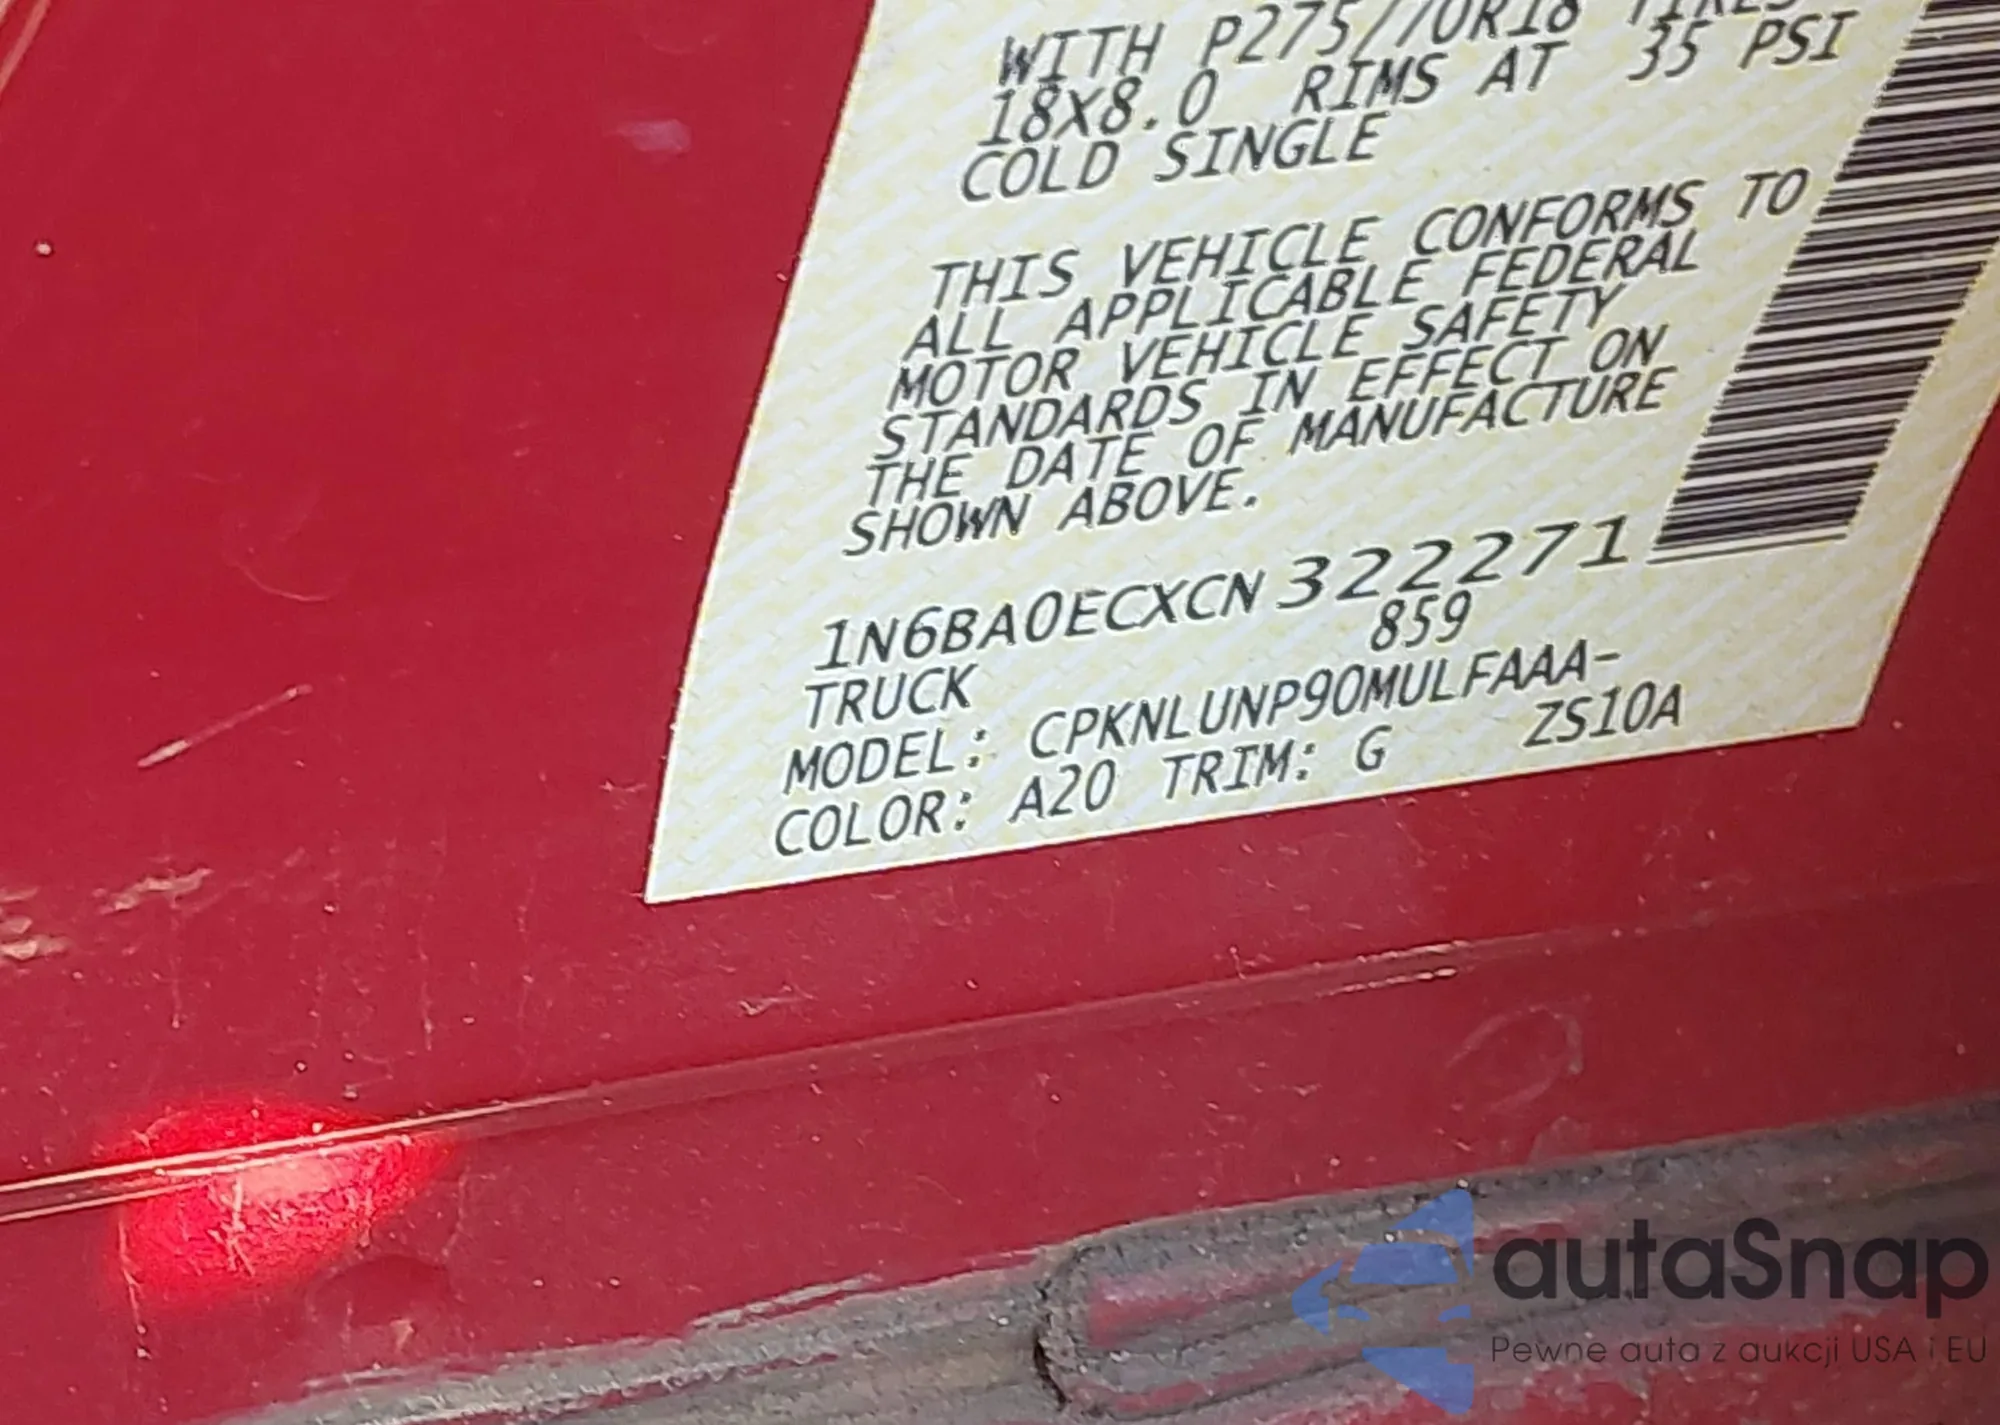 WITH P275/70R18 TIRES
18X8.0 RIMS AT 35 PSI
COLD SINGLE
THIS VEHICLE CONFORMS TO
ALL APPLICABLE FEDERAL
MOTOR VEHICLE SAFETY
STANDARDS IN EFFECT ON
THE DATE OF MANUFACTURE
SHOWN ABOVE.
1N6BA0ECXCN322271
TRUCK 859
MODEL: CPKNLUNP90MULFAAA-
COLOR: A20 TRIM: G ZS10A
autaSnap
Pewne auta z aukcji USA i EU